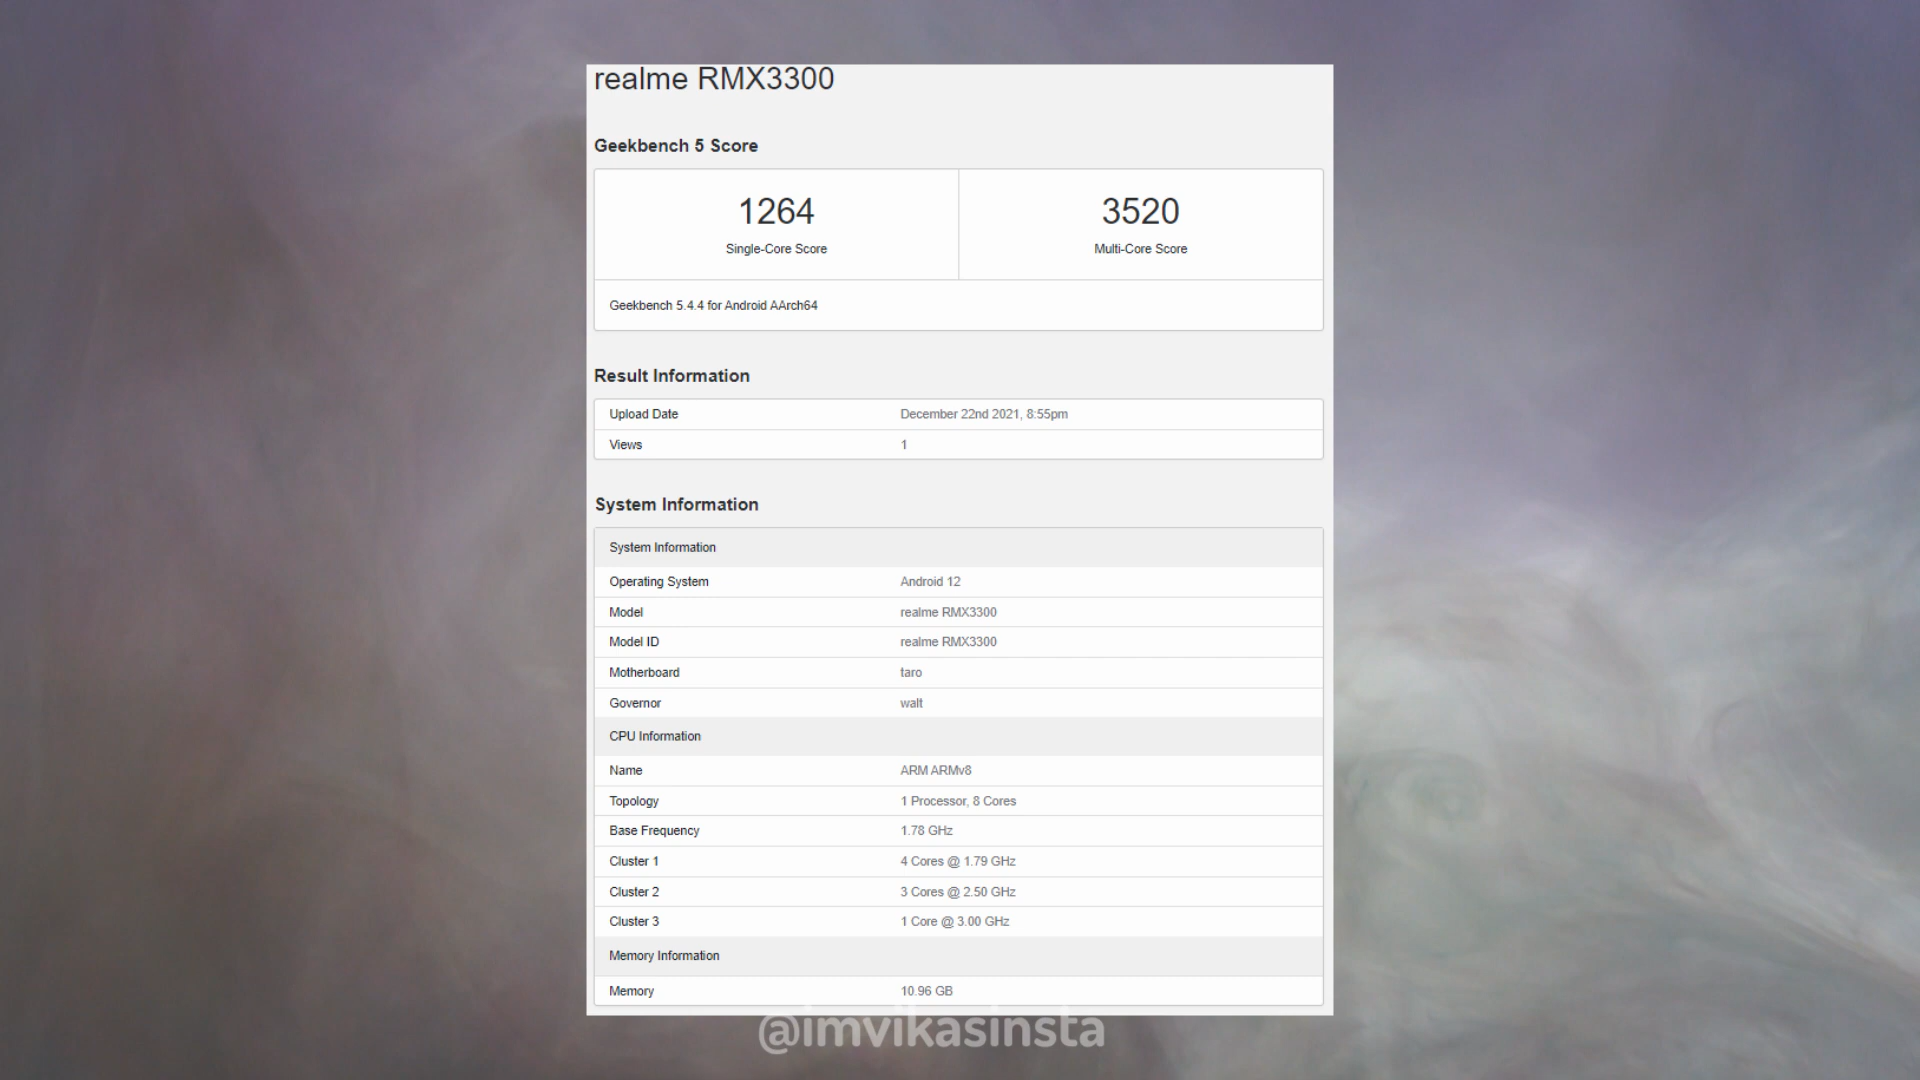 realme RMX3300
Geekbench 5 Score
1264 3520
Single-Core Score Multi-Core Score
Geekbench 5.4.4 for Android AArch64
Result Information
Upload Date December 22nd 2021, 8:55pm
Views 1
System Information
System Information
Operating System Android 12
Model realme RMX3300
Model ID realme RMX3300
Motherboard taro
Governor walt
CPU Information
Name ARM ARMv8
Topology 1 Processor, 8 Cores
Base Frequency 1.78 GHz
Cluster 1 4 Cores @ 1.79 GHz
Cluster 2 3 Cores @ 2.50 GHz
Cluster 3 1 Core @ 3.00 GHz
Memory Information
Memory 10.96 GB
@imvikasinsta